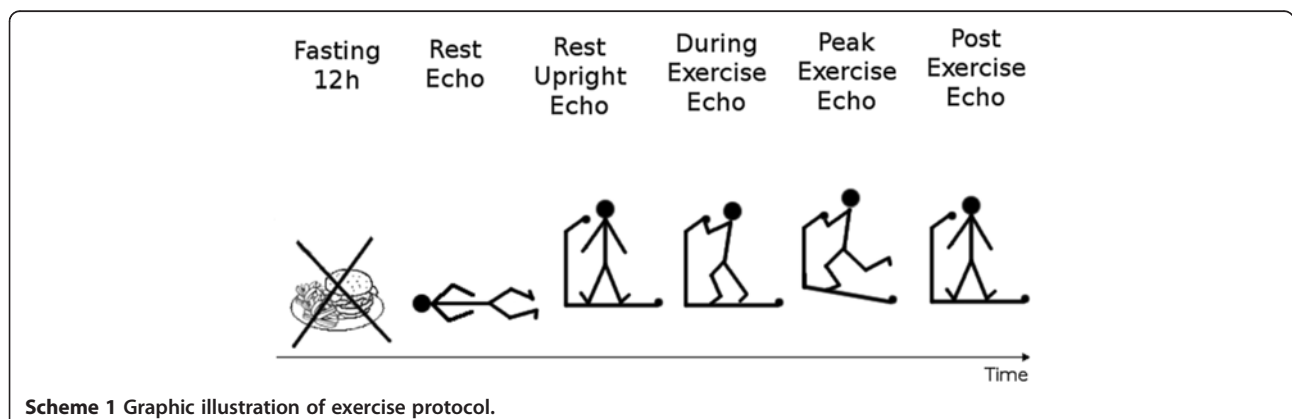 Fasting
12h
Rest
Echo
Rest
Upright
Echo
During
Exercise
Echo
Peak
Exercise
Echo
Post
Exercise
Echo
Time
Scheme 1 Graphic illustration of exercise protocol.